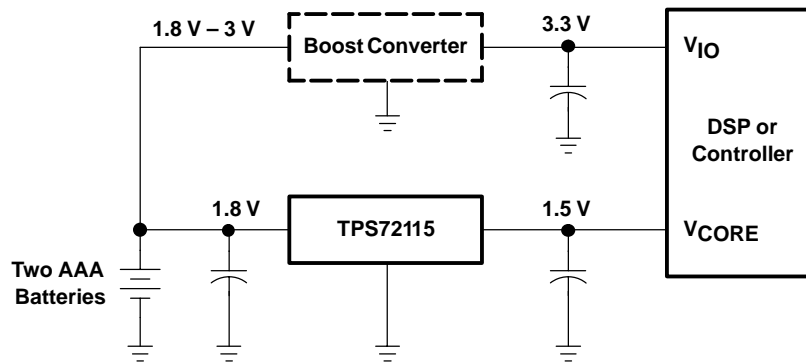 1.8 V – 3 V
Boost Converter
3.3 V
VIO
DSP or
Controller
1.8 V
TPS72115
1.5 V
VCORE
Two AAA
Batteries